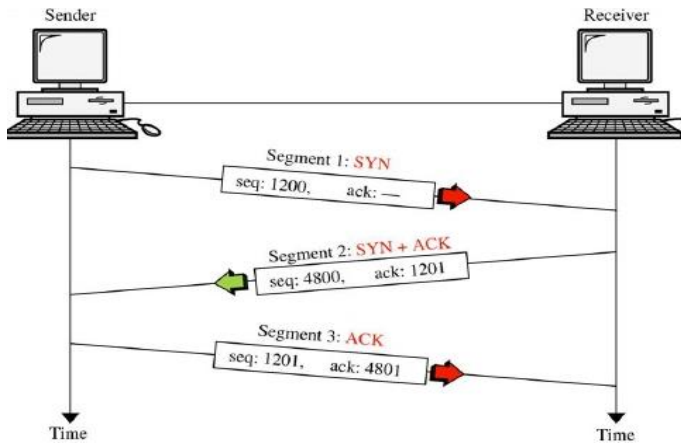 Sender
Receiver
Segment 1: SYN
seq: 1200, ack: —
Segment 2: SYN + ACK
seq: 4800, ack: 1201
Segment 3: ACK
seq: 1201, ack: 4801
Time
Time